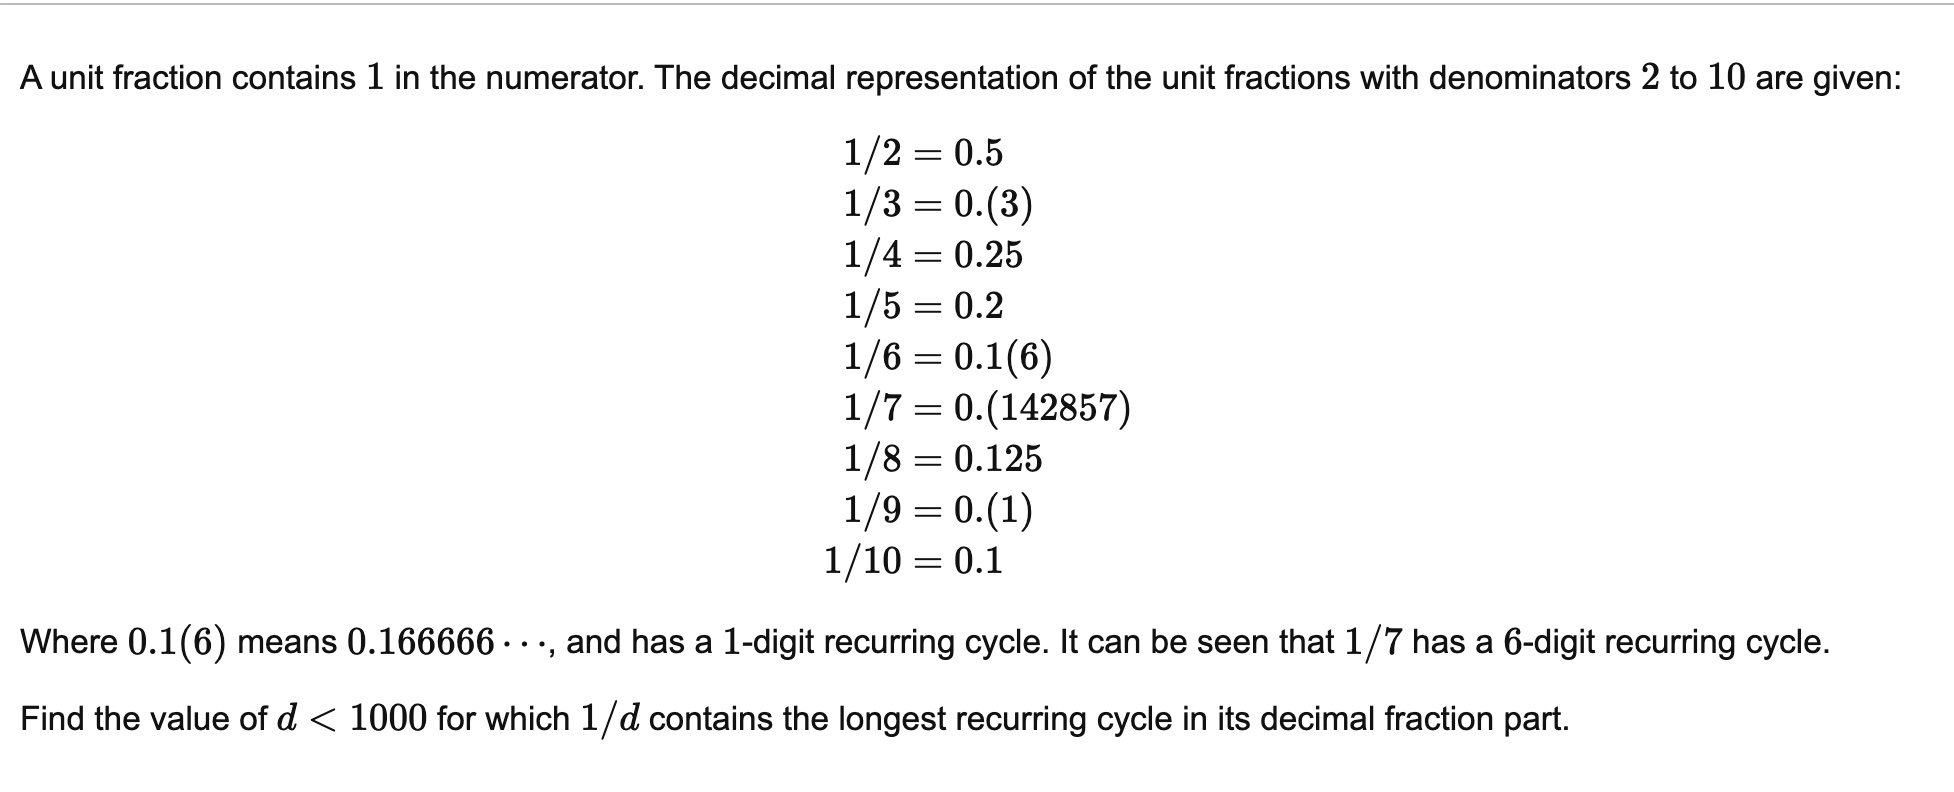 A unit fraction contains 1 in the numerator. The decimal representation of the unit fractions with denominators 2 to 10 are given:
1/2 = 0.5
1/3 = 0.(3)
1/4 = 0.25
1/5 = 0.2
1/6 = 0.1(6)
1/7 = 0.(142857)
1/8 = 0.125
1/9 = 0.(1)
1/10 = 0.1
Where 0.1(6) means 0.166666⋯, and has a 1-digit recurring cycle. It can be seen that 1/7 has a 6-digit recurring cycle.
Find the value of d < 1000 for which 1/d contains the longest recurring cycle in its decimal fraction part.